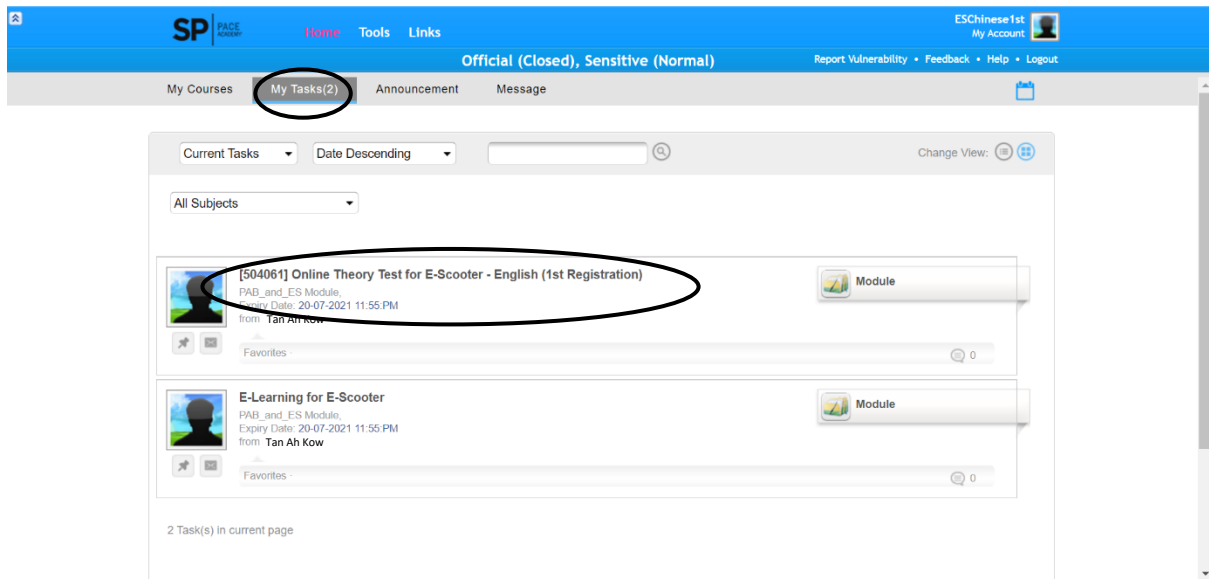 SP PACE ACADEMY
Home Tools Links
ESChinese1st
My Account
Official (Closed), Sensitive (Normal)
Report Vulnerability • Feedback • Help • Logout
My Courses My Tasks(2) Announcement Message
Current Tasks Date Descending Change View:
All Subjects
[504061] Online Theory Test for E-Scooter - English (1st Registration)
Module
PAB_and_ES Module,
Expiry Date: 20-07-2021 11:55:PM
from Tan Ah Kow
Favorites ·
0
E-Learning for E-Scooter
Module
PAB_and_ES Module,
Expiry Date: 20-07-2021 11:55:PM
from Tan Ah Kow
Favorites ·
0
2 Task(s) in current page